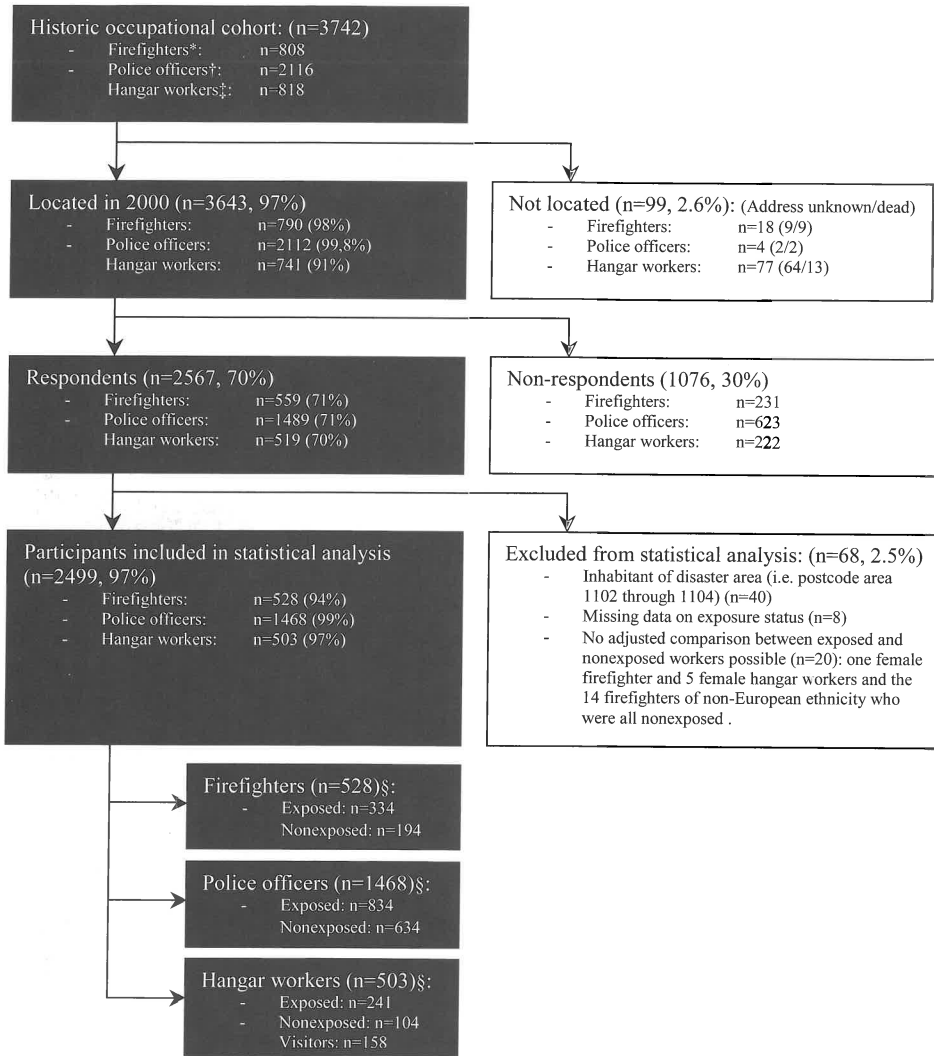 Historic occupational cohort: (n=3742)
- Firefighters*: n=808
- Police officers†: n=2116
Hangar workers‡: n=818
Located in 2000 (n=3643, 97%)
- Firefighters: n=790 (98%)
- Police officers: n=2112 (99,8%)
Hangar workers: n=741 (91%)
Not located (n=99, 2.6%): (Address unknown/dead)
- Firefighters: n=18 (9/9)
- Police officers: n=4 (2/2)
- Hangar workers: n=77 (64/13)
Respondents (n=2567, 70%)
- Firefighters: n=559 (71%)
- Police officers: n=1489 (71%)
Hangar workers: n=519 (70%)
Non-respondents (1076, 30%)
- Firefighters: n=231
- Police officers: n=623
- Hangar workers: n=222
Participants included in statistical analysis
(n=2499, 97%)
- Firefighters: n=528 (94%)
- Police officers: n=1468 (99%)
- Hangar workers: n=503 (97%)
Excluded from statistical analysis: (n=68, 2.5%)
- Inhabitant of disaster area (i.e. postcode area
1102 through 1104) (n=40)
- Missing data on exposure status (n=8)
- No adjusted comparison between exposed and
nonexposed workers possible (n=20): one female
firefighter and 5 female hangar workers and the
14 firefighters of non-European ethnicity who
were all nonexposed .
Firefighters (n=528)§:
- Exposed: n=334
Nonexposed: n=194
Police officers (n=1468)§:
- Exposed: n=834
Nonexposed: n=634
Hangar workers (n=503)§:
- Exposed: n=241
- Nonexposed: n=104
Visitors: n=158